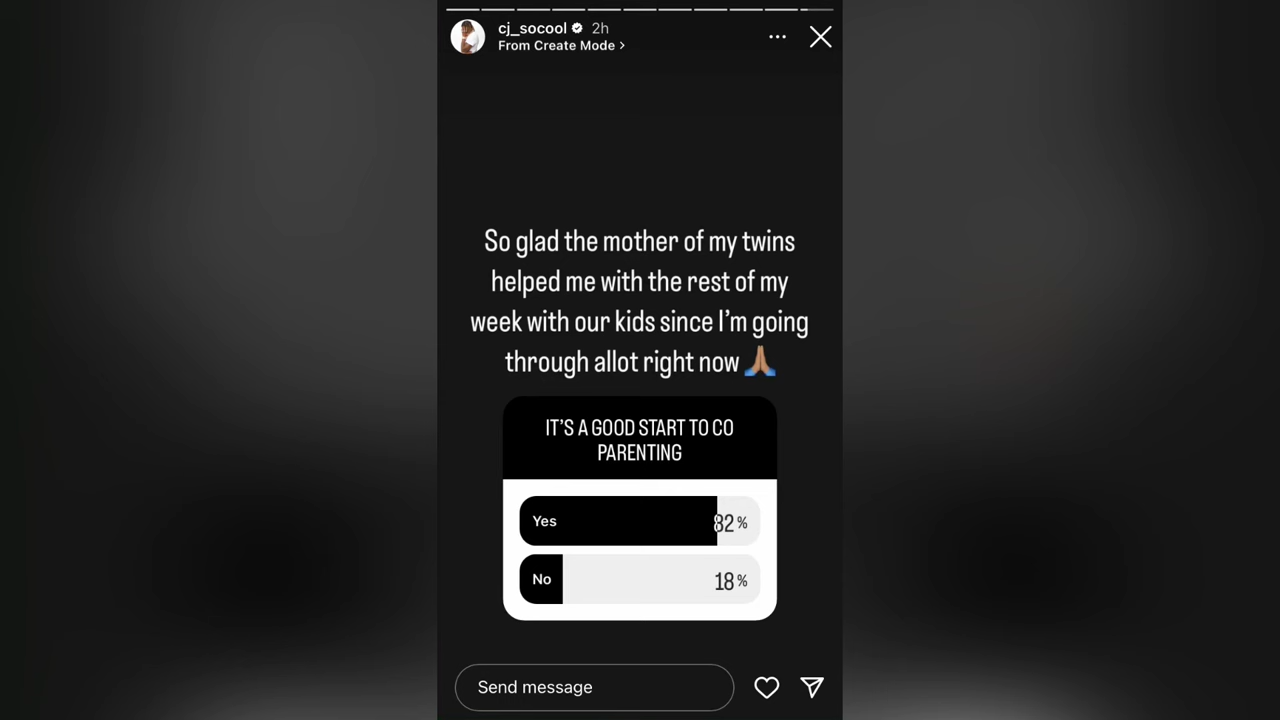 cj_socool 2h
From Create Mode >
So glad the mother of my twins
helped me with the rest of my
week with our kids since I'm going
through allot right now 🙏🏽
IT'S A GOOD START TO CO
PARENTING
Yes 82%
No 18%
Send message